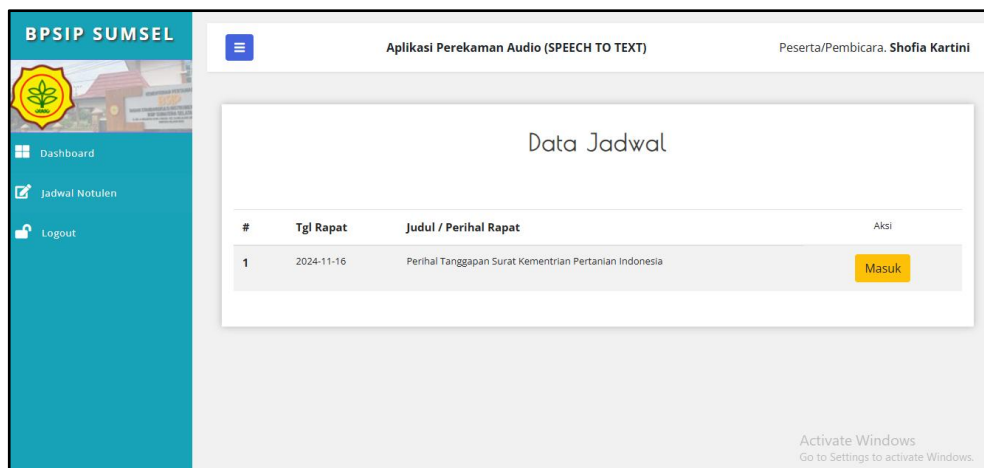 BPSIP SUMSEL
Aplikasi Perekaman Audio (SPEECH TO TEXT)
Peserta/Pembicara. Shofia Kartini
Dashboard
Jadwal Notulen
Logout
Data Jadwal
# Tgl Rapat Judul / Perihal Rapat Aksi
1 2024-11-16 Perihal Tanggapan Surat Kementrian Pertanian Indonesia Masuk
Activate Windows
Go to Settings to activate Windows.